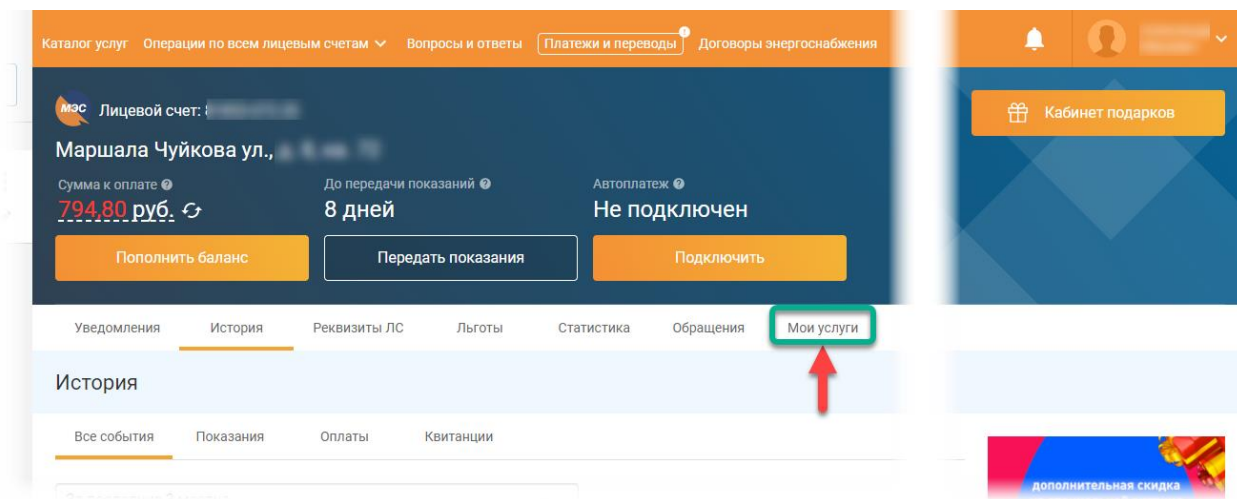 Каталог услуг Операции по всем лицевым счетам Вопросы и ответы Платежи и переводы Договоры энергоснабжения
МЭС Лицевой счет:
Кабинет подарков
Маршала Чуйкова ул.,
Сумма к оплате До передачи показаний Автоплатеж
794,80 руб. 8 дней Не подключен
Пополнить баланс Передать показания Подключить
Уведомления История Реквизиты ЛС Льготы Статистика Обращения Мои услуги
История
Все события Показания Оплаты Квитанции
дополнительная скидка